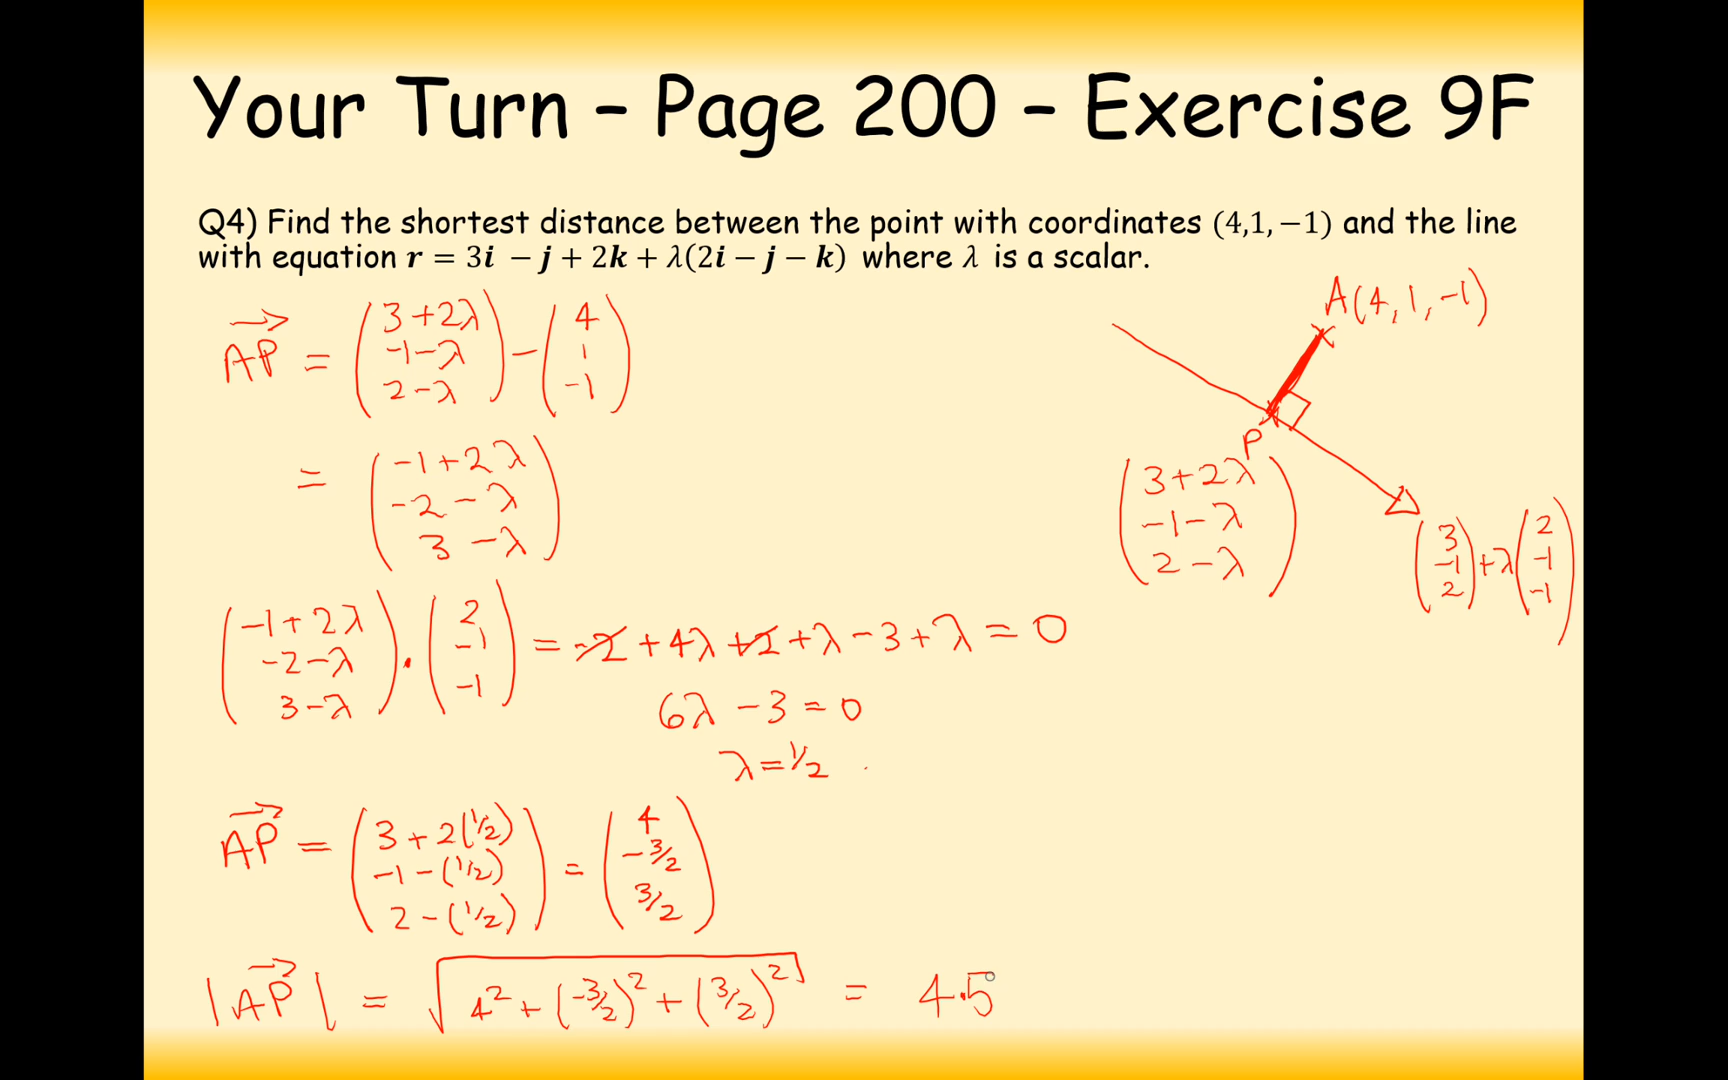 Your Turn – Page 200 – Exercise 9F
Q4) Find the shortest distance between the point with coordinates (4,1,−1) and the line
with equation r = 3i − j + 2k + λ(2i − j − k) where λ is a scalar.
A(4, 1, -1)
P
(3+2λ, -1-λ, 2-λ)
(3, -1, 2) + λ(2, -1, -1)
AP→ = (3+2λ, -1-λ, 2-λ) − (4, 1, -1)
= (-1+2λ, -2-λ, 3-λ)
(-1+2λ, -2-λ, 3-λ) . (2, -1, -1) = -2 + 4λ +2 + λ - 3 + λ = 0
6λ - 3 = 0
λ = 1/2
AP→ = (3+2(1/2), -1-(1/2), 2-(1/2)) = (4, -3/2, 3/2)
|AP→| = √(4² + (-3/2)² + (3/2)²) = 4.5